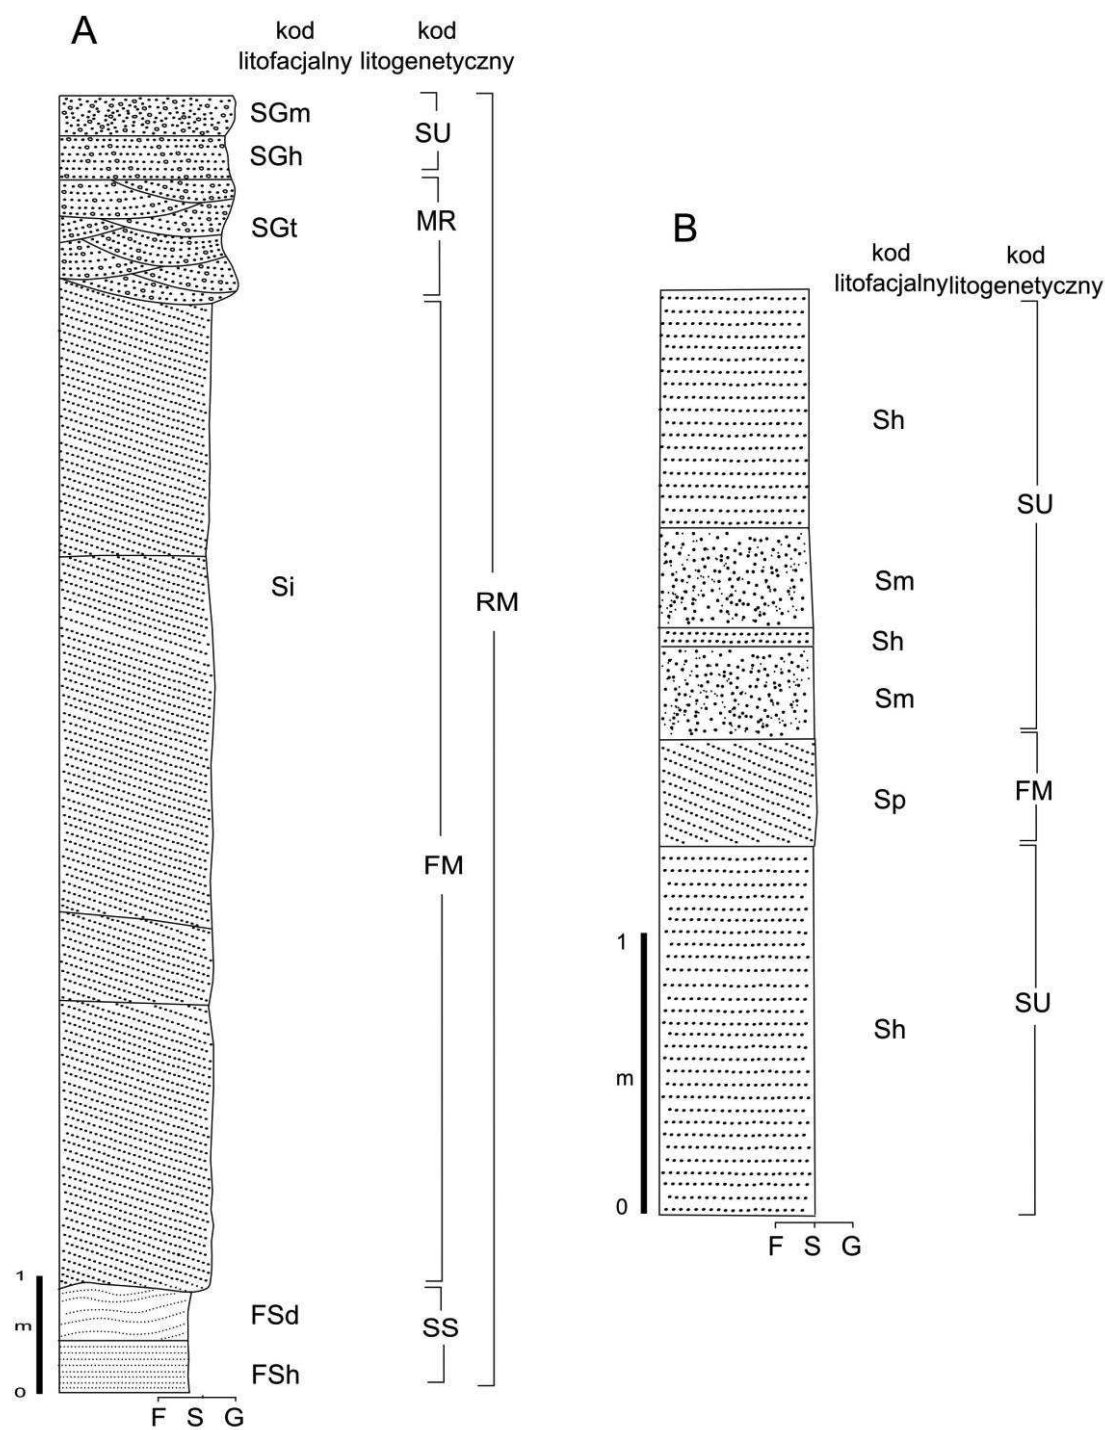 A
kod
litofacjalny
kod
litogenetyczny
SGm
SU
SGh
MR
SGt
Si
RM
FM
1
m
0
FSd
SS
FSh
F S G
B
kod
litofacjalny
kod
litogenetyczny
Sh
SU
Sm
Sh
Sm
Sp
FM
1
m
0
SU
Sh
F S G